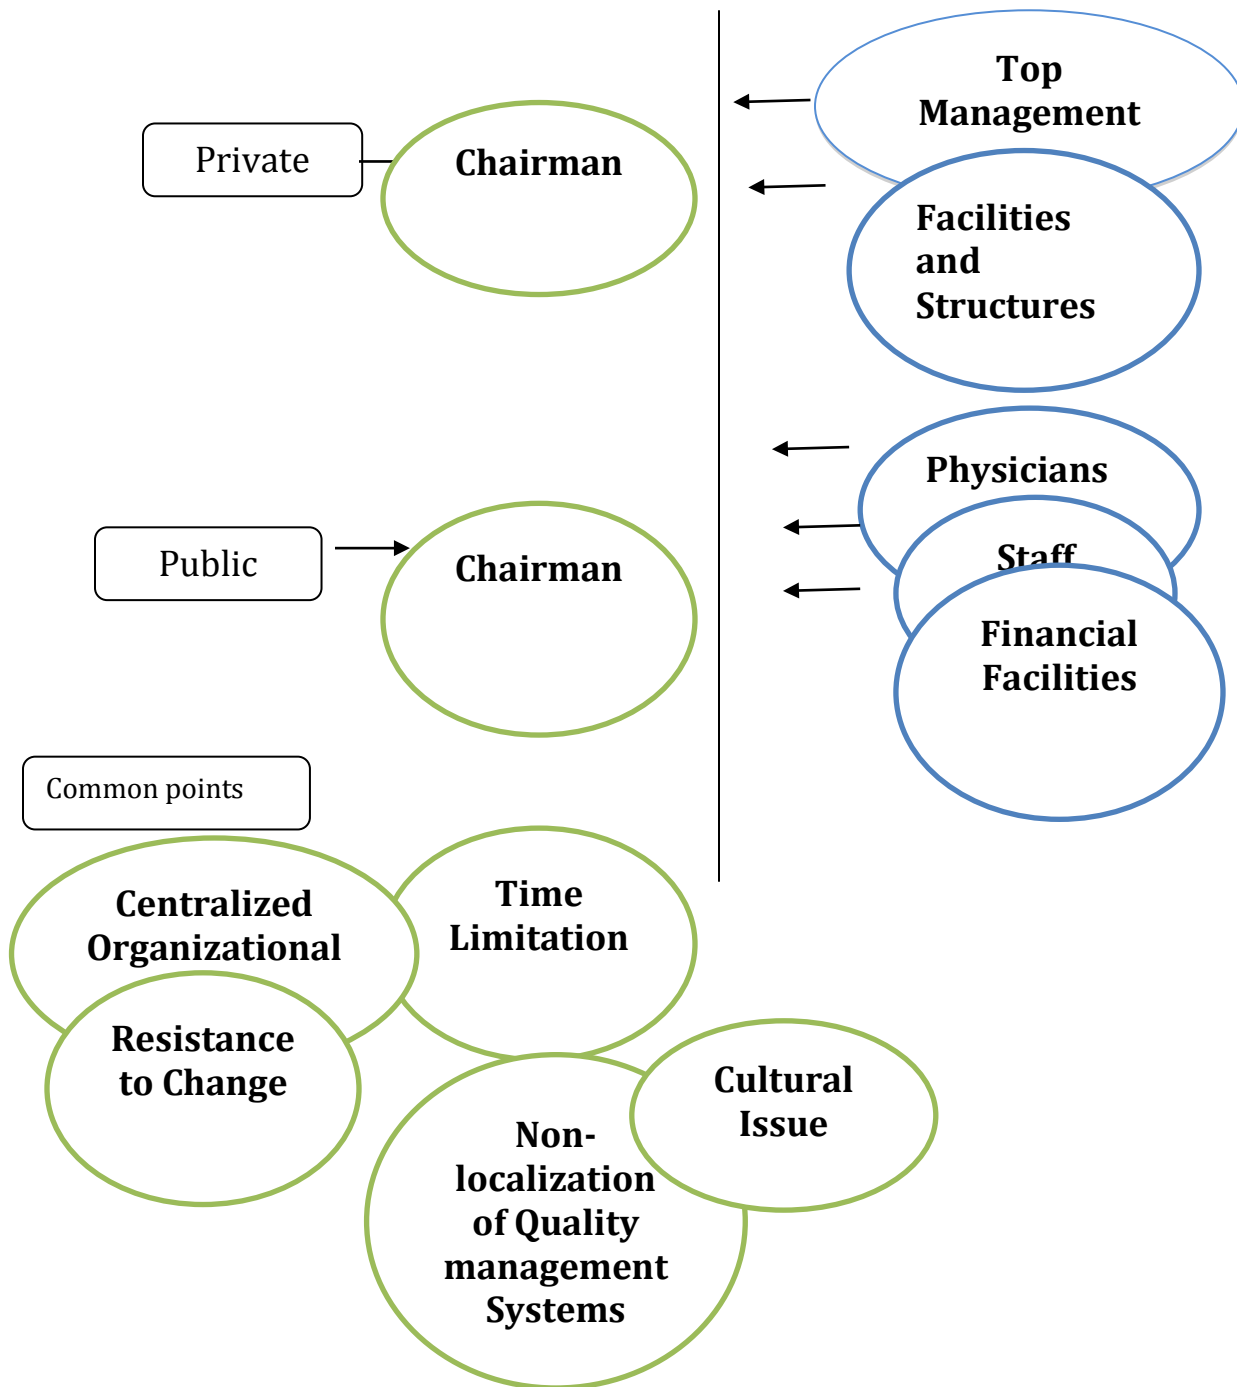 Top
Management
Private
Chairman
Facilities
and
Structures
Physicians
Public
Chairman
Staff
Financial
Facilities
Common points
Centralized
Organizational
Time
Limitation
Resistance
to Change
Cultural
Issue
Non-
localization
of Quality
management
Systems